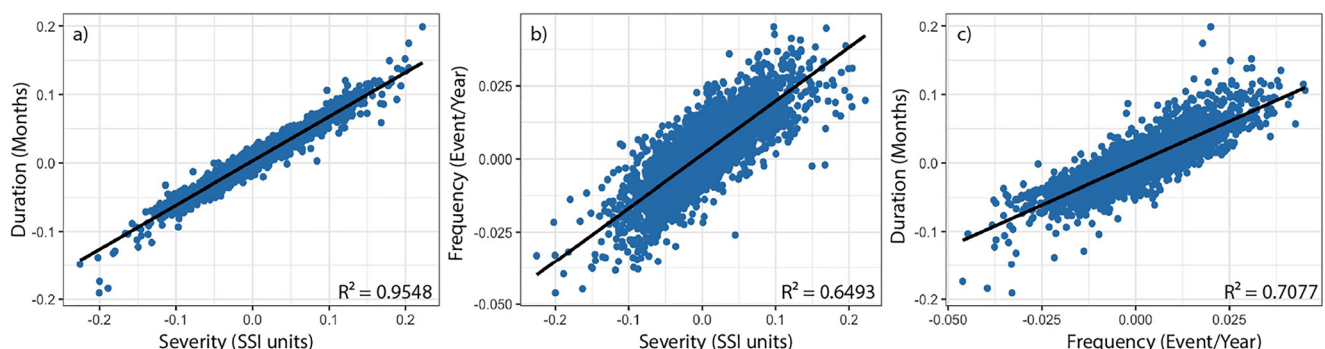 a)
Duration (Months)
0.2
0.1
0.0
-0.1
-0.2
R² = 0.9548
-0.2 -0.1 0.0 0.1 0.2
Severity (SSI units)
b)
Frequency (Event/Year)
0.025
0.000
-0.025
-0.050
R² = 0.6493
-0.2 -0.1 0.0 0.1 0.2
Severity (SSI units)
c)
Duration (Months)
0.2
0.1
0.0
-0.1
-0.2
R² = 0.7077
-0.050 -0.025 0.000 0.025
Frequency (Event/Year)